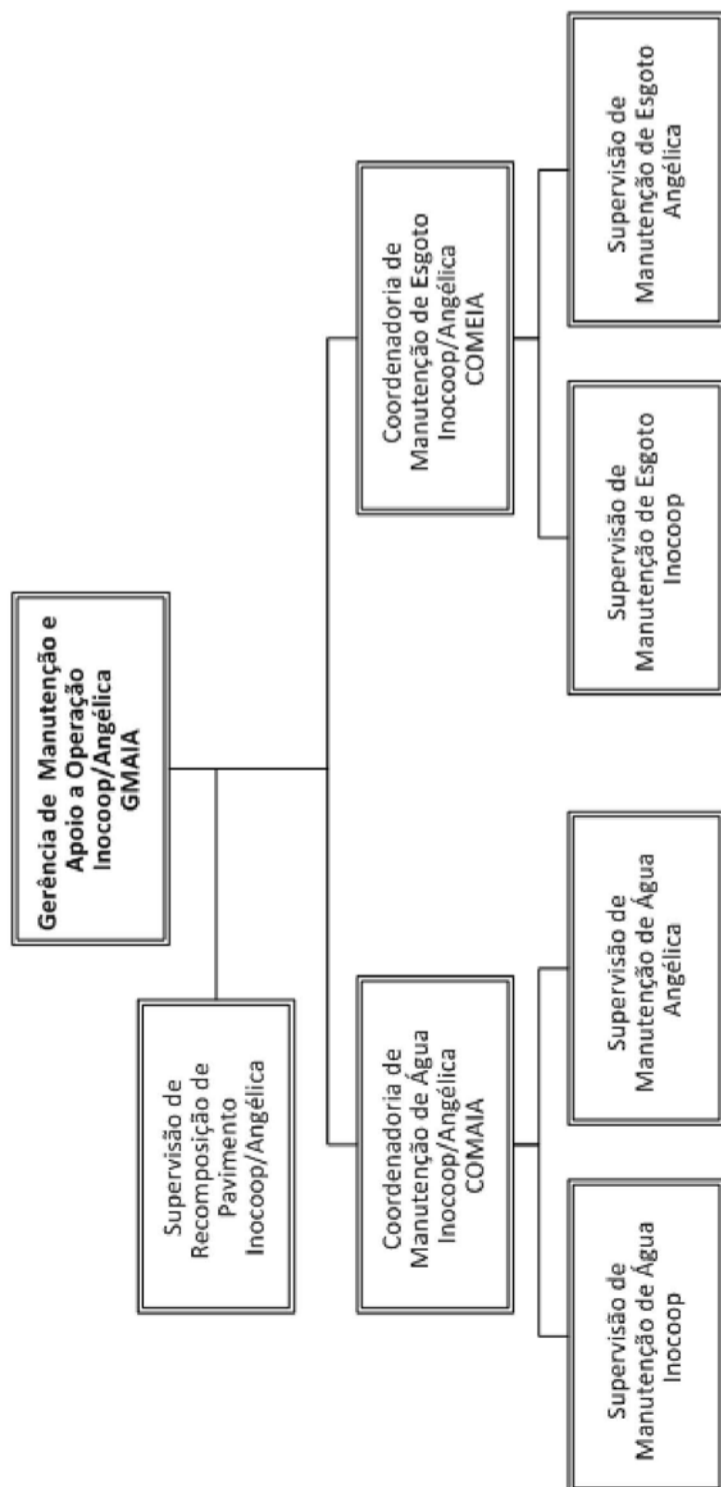 Gerência de Manutenção e
Apoio a Operação
Inocoop/Angélica
GMAIA
Supervisão de
Recomposição de
Pavimento
Inocoop/Angélica
Coordenadoria de
Manutenção de Água
Inocoop/Angélica
COMAIA
Coordenadoria de
Manutenção de Esgoto
Inocoop/Angélica
COMEIA
Supervisão de
Manutenção de Água
Inocoop
Supervisão de
Manutenção de Água
Angélica
Supervisão de
Manutenção de Esgoto
Inocoop
Supervisão de
Manutenção de Esgoto
Angélica